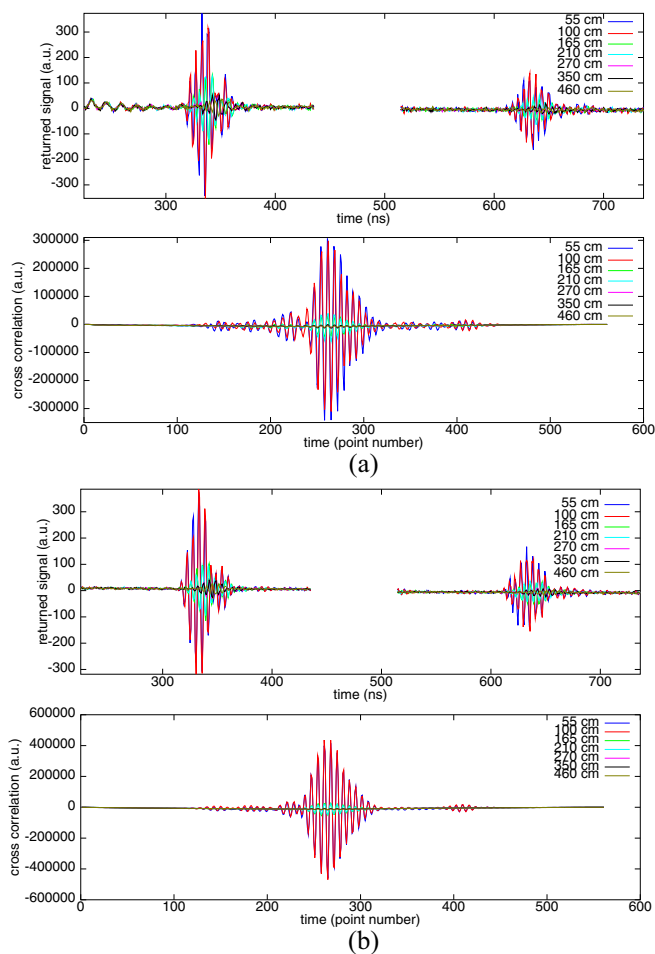 300
200
100
0
-100
-200
-300
returned signal (a.u.)
55 cm
100 cm
165 cm
210 cm
270 cm
350 cm
460 cm
300 400 500 600 700
time (ns)
300000
200000
100000
0
-100000
-200000
-300000
cross correlation (a.u.)
55 cm
100 cm
165 cm
210 cm
270 cm
350 cm
460 cm
0 100 200 300 400 500 600
time (point number)
(a)
300
200
100
0
-100
-200
-300
returned signal (a.u.)
55 cm
100 cm
165 cm
210 cm
270 cm
350 cm
460 cm
300 400 500 600 700
time (ns)
600000
400000
200000
0
-200000
-400000
-600000
cross correlation (a.u.)
55 cm
100 cm
165 cm
210 cm
270 cm
350 cm
460 cm
0 100 200 300 400 500 600
time (point number)
(b)